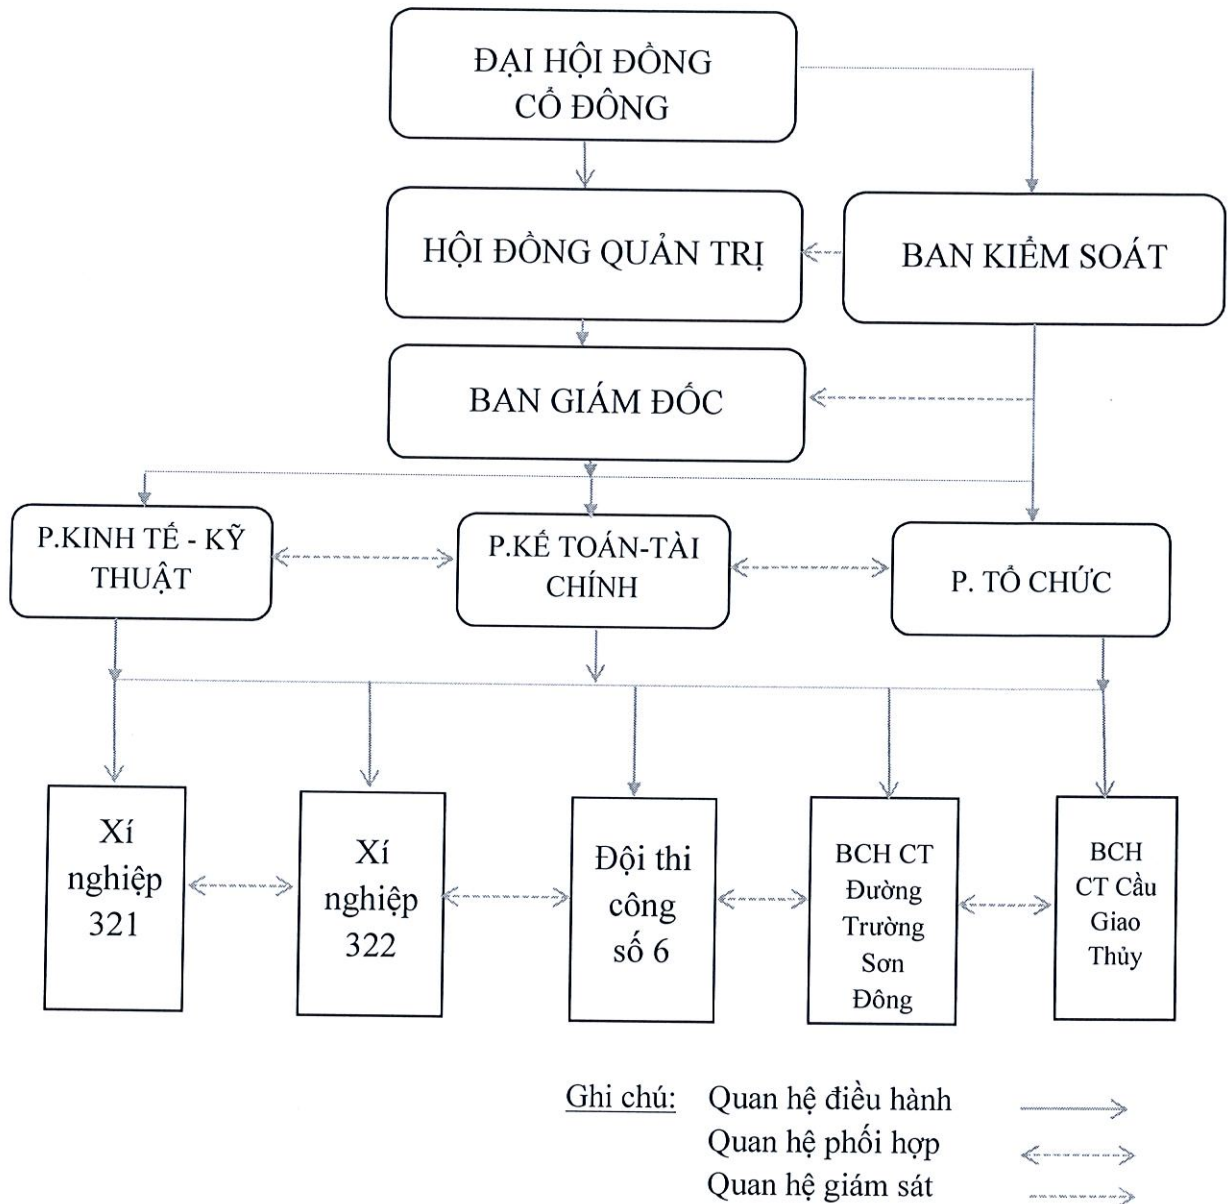 ĐẠI HỘI ĐỒNG
CỔ ĐÔNG
HỘI ĐỒNG QUẢN TRỊ
BAN KIỂM SOÁT
BAN GIÁM ĐỐC
P.KINH TẾ - KỸ
THUẬT
P.KẾ TOÁN-TÀI
CHÍNH
P. TỔ CHỨC
Xí
nghiệp
321
Xí
nghiệp
322
Đội thi
công
số 6
BCH CT
Đường
Trường
Sơn
Đông
BCH
CT Cầu
Giao
Thủy
Ghi chú: Quan hệ điều hành
Quan hệ phối hợp
Quan hệ giám sát